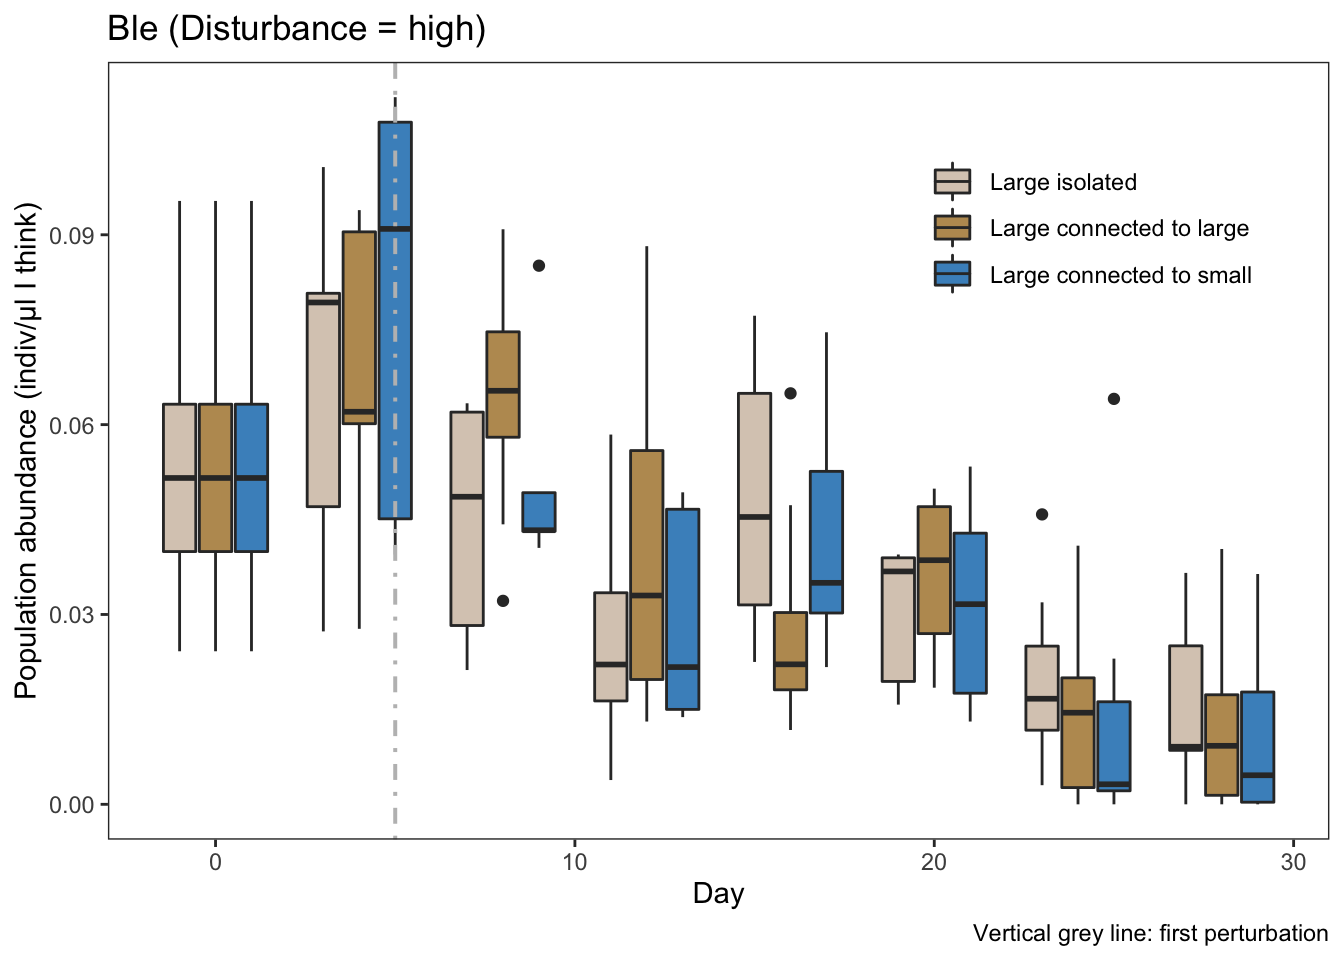 Ble (Disturbance = high)
Population abundance (indiv/µl I think)
0.09
0.06
0.03
0.00
Large isolated
Large connected to large
Large connected to small
0
10
20
30
Day
Vertical grey line: first perturbation